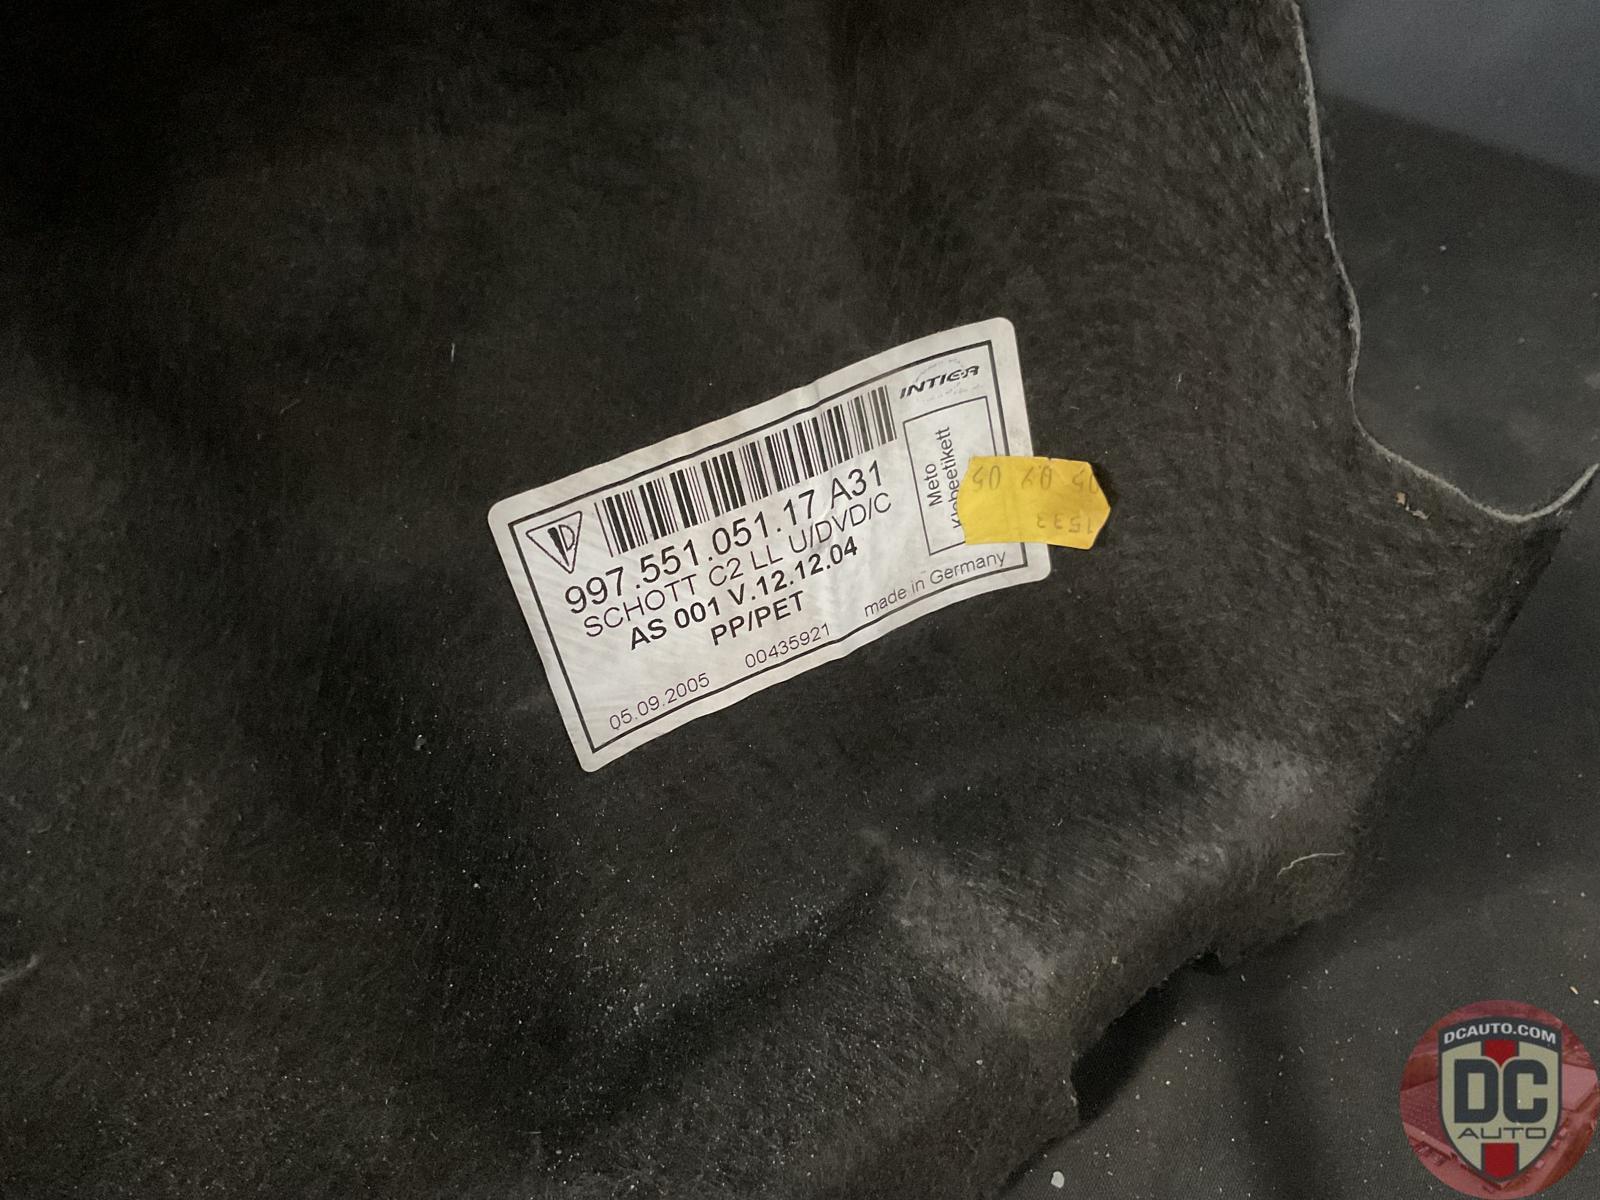 INTIER
997.551.051.17 A31
SCHOTT C2 LL U/DVD/C
AS 001 V.12.12.04
PP/PET
05.09.2005 00435921 made in Germany
Meto
05 09 05
1533
DCAUTO.COM
DC
AUTO